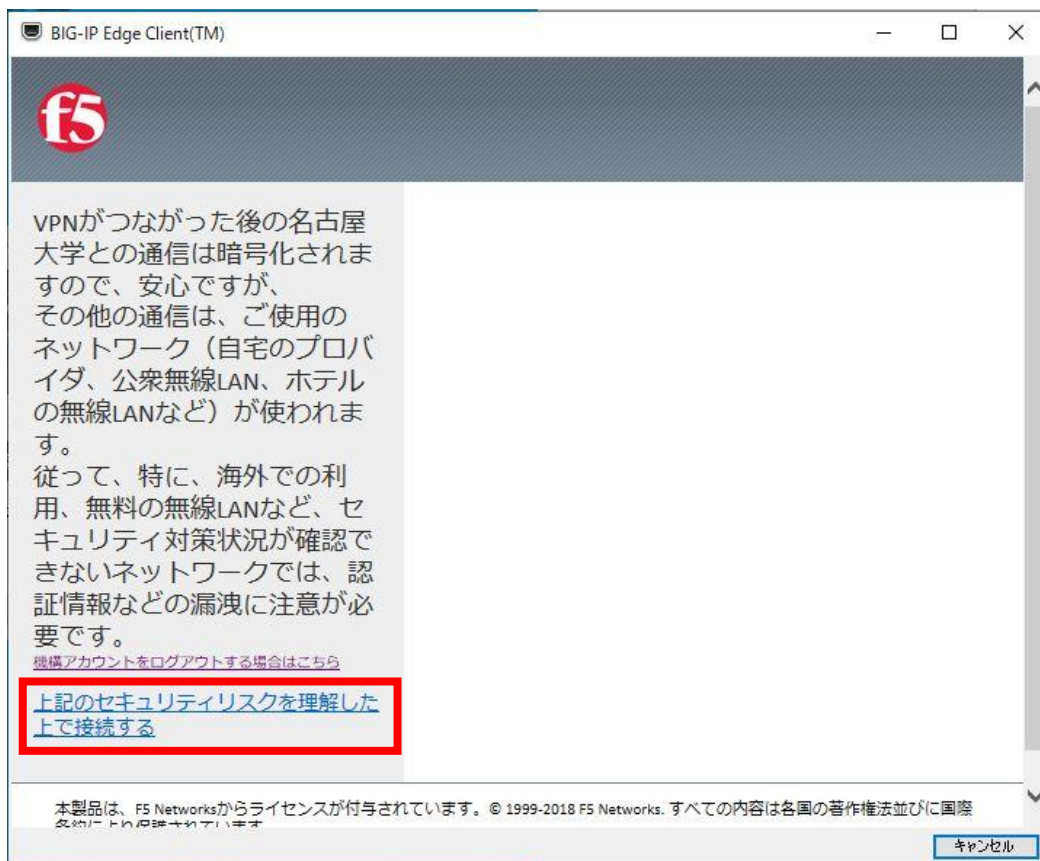 BIG-IP Edge Client(TM)
f5
VPNがつながった後の名古屋
大学との通信は暗号化されま
すので、安心ですが、
その他の通信は、ご使用の
ネットワーク（自宅のプロバ
イダ、公衆無線LAN、ホテル
の無線LANなど）が使われま
す。
従って、特に、海外での利
用、無料の無線LANなど、セ
キュリティ対策状況が確認で
きないネットワークでは、認
証情報などの漏洩に注意が必
要です。
機構アカウントをログアウトする場合はこちら
上記のセキュリティリスクを理解した
上で接続する
本製品は、F5 Networksからライセンスが付与されています。© 1999-2018 F5 Networks. すべての内容は各国の著作権法並びに国際
条約により保護されています
キャンセル